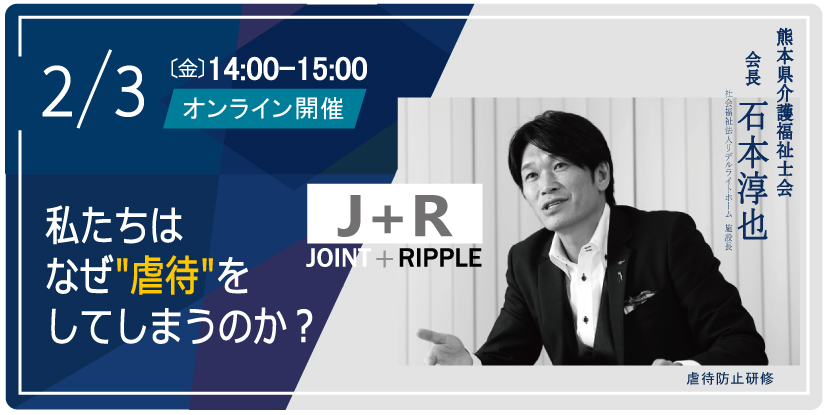 2/3
〔金〕14:00-15:00
オンライン開催
私たちは
なぜ"虐待"を
してしまうのか？
J+R
JOINT+RIPPLE
熊本県介護福祉士会
会長 石本淳也
社会福祉法人リデルライトホーム 施設長
虐待防止研修